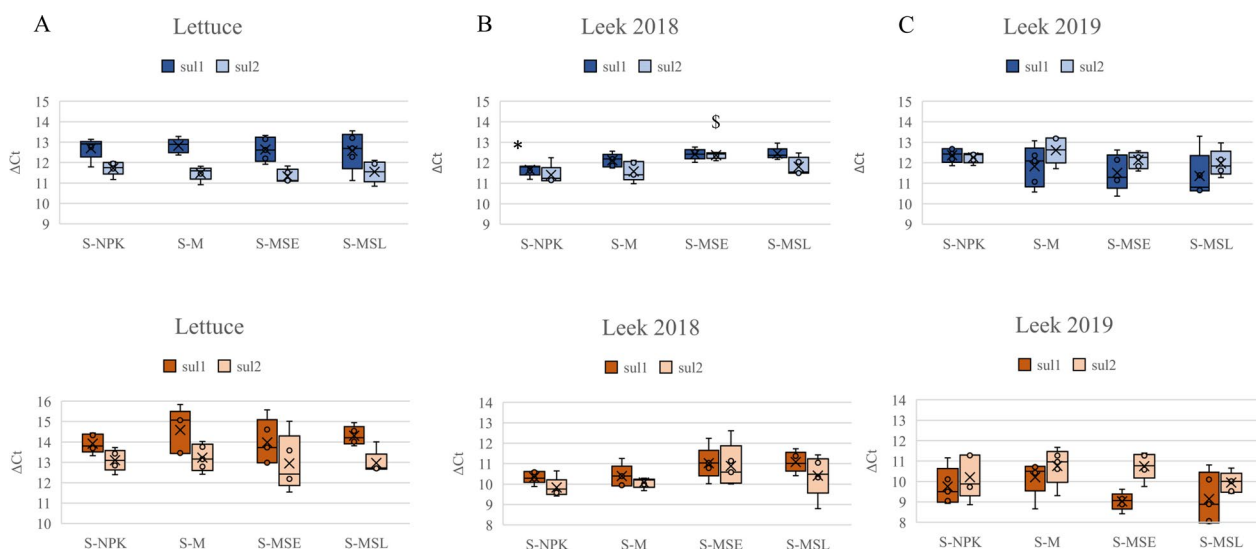 A
Lettuce
sul1 sul2
15
14
13
12
11
10
9
ΔCt
S-NPK S-M S-MSE S-MSL
B
Leek 2018
sul1 sul2
15
14
13
12
11
10
9
ΔCt
*
$
S-NPK S-M S-MSE S-MSL
C
Leek 2019
sul1 sul2
15
14
13
12
11
10
9
ΔCt
S-NPK S-M S-MSE S-MSL
Lettuce
sul1 sul2
16
15
14
13
12
11
10
ΔCt
S-NPK S-M S-MSE S-MSL
Leek 2018
sul1 sul2
14
13
12
11
10
9
8
ΔCt
S-NPK S-M S-MSE S-MSL
Leek 2019
sul1 sul2
14
13
12
11
10
9
8
ΔCt
S-NPK S-M S-MSE S-MSL